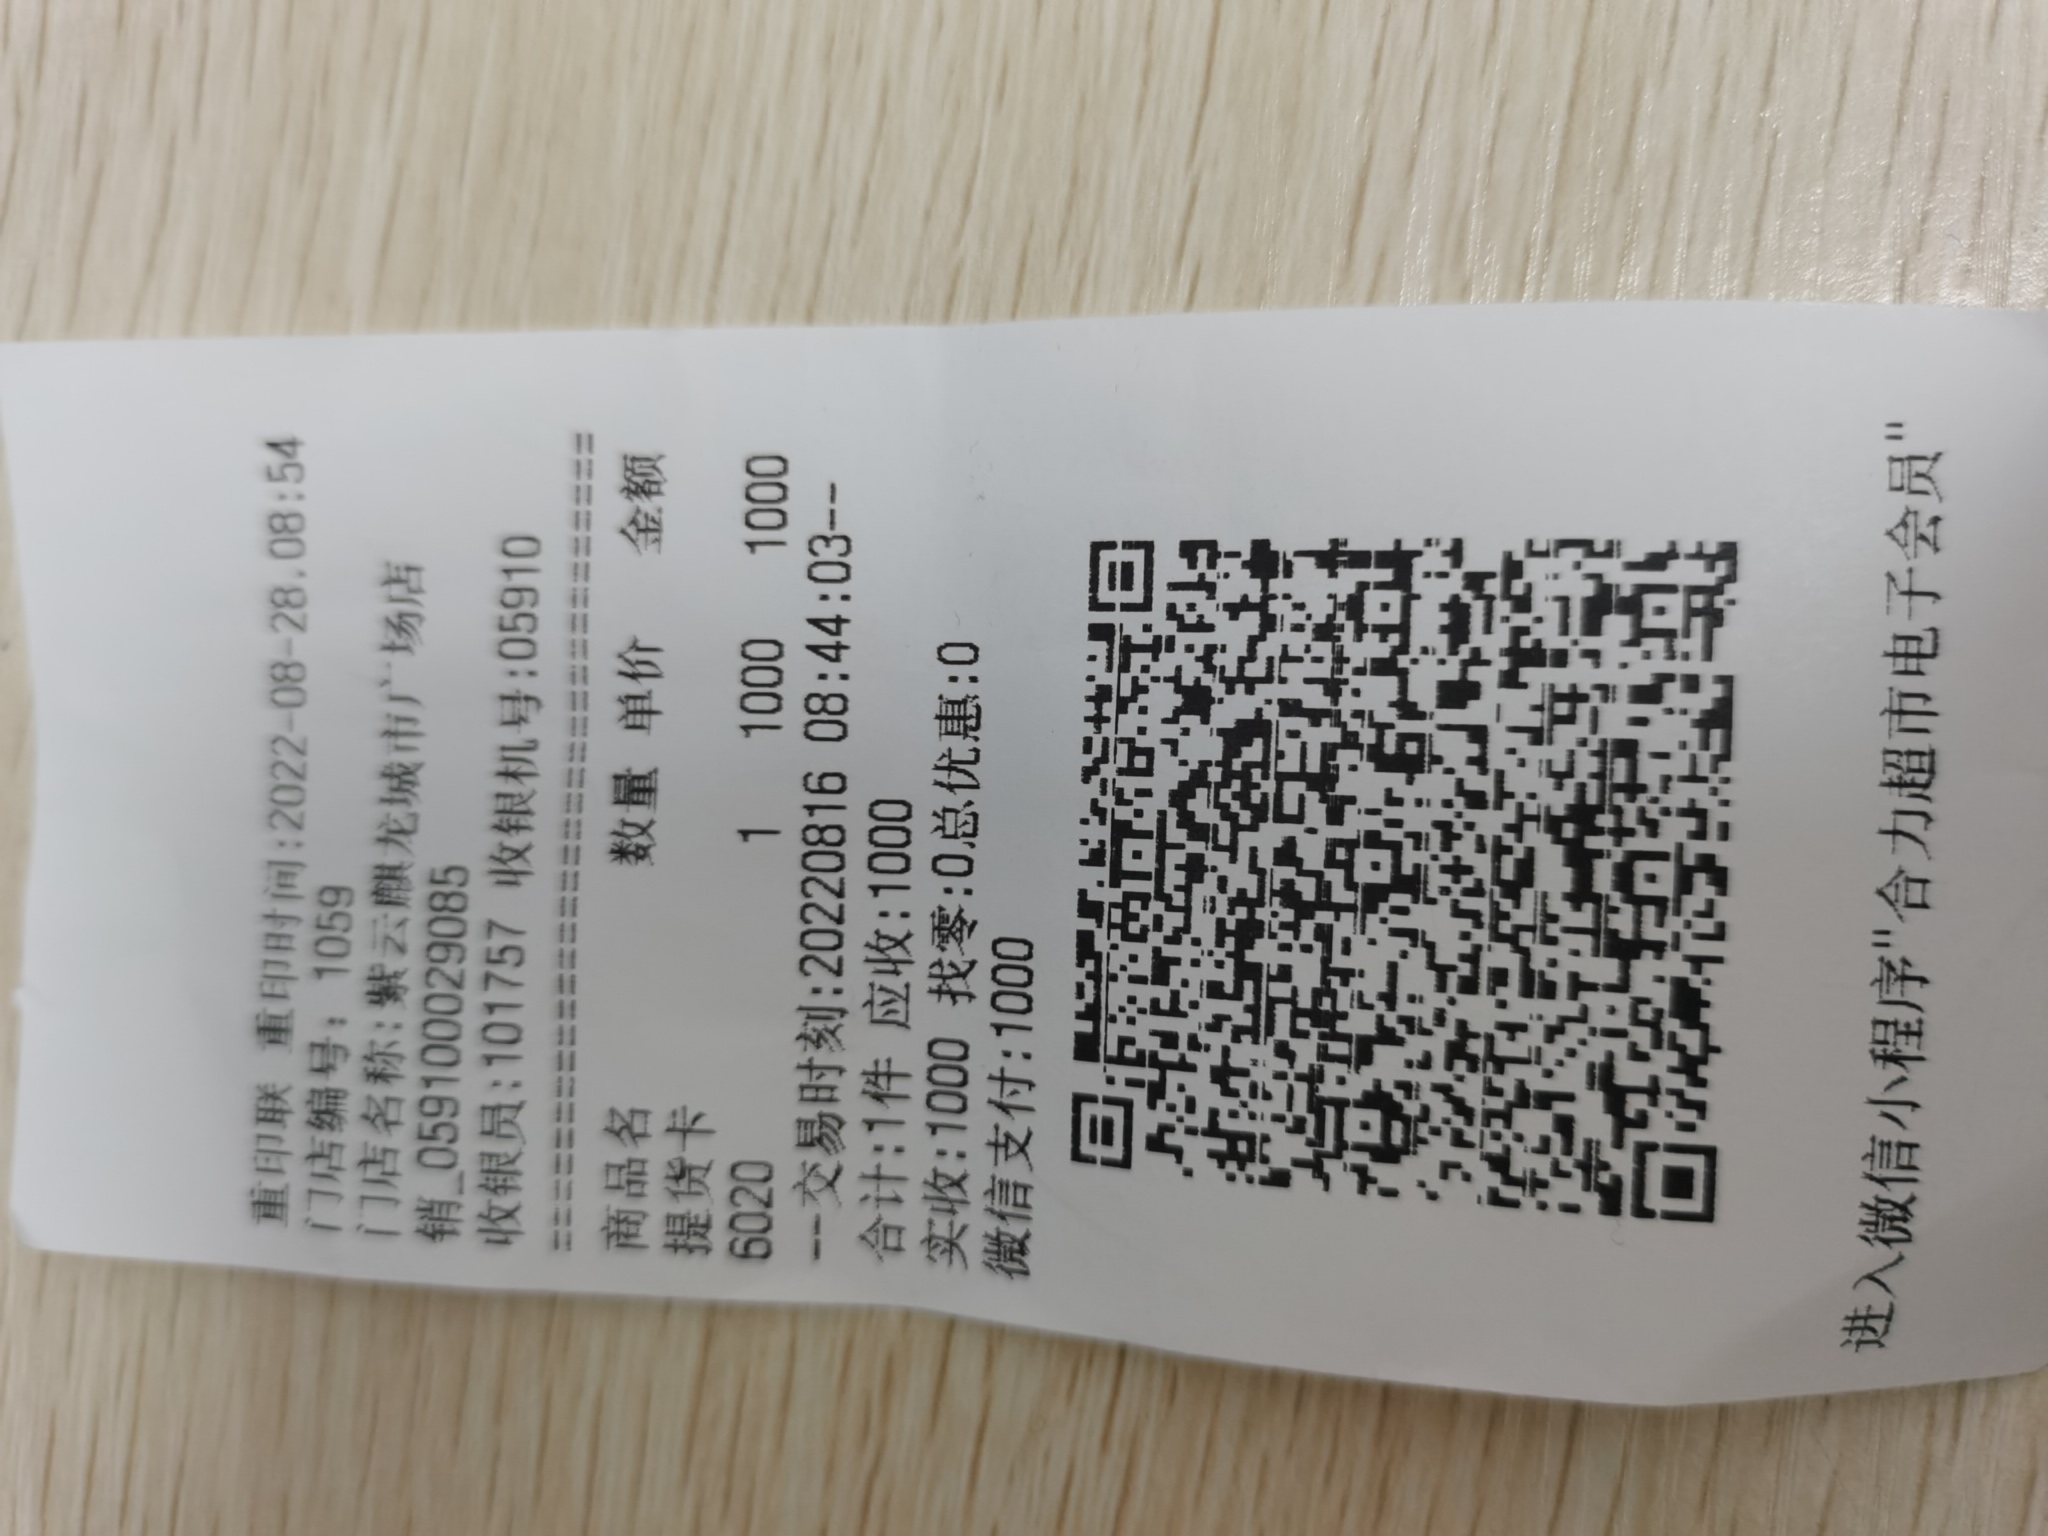 重印联 重印时间:2022-08-28.08:54
门店编号: 1059
门店名称:紫云麒龙城市广场店
销_0591000029085
收银员:101757 收银机号:05910
================================
商品名 数量 单价 金额
提货卡
6020 1 1000 1000
--交易时刻:20220816 08:44:03--
合计:1件 应收:1000
实收:1000 找零:0总优惠:0
微信支付:1000
进入微信小程序"合力超市电子会员"